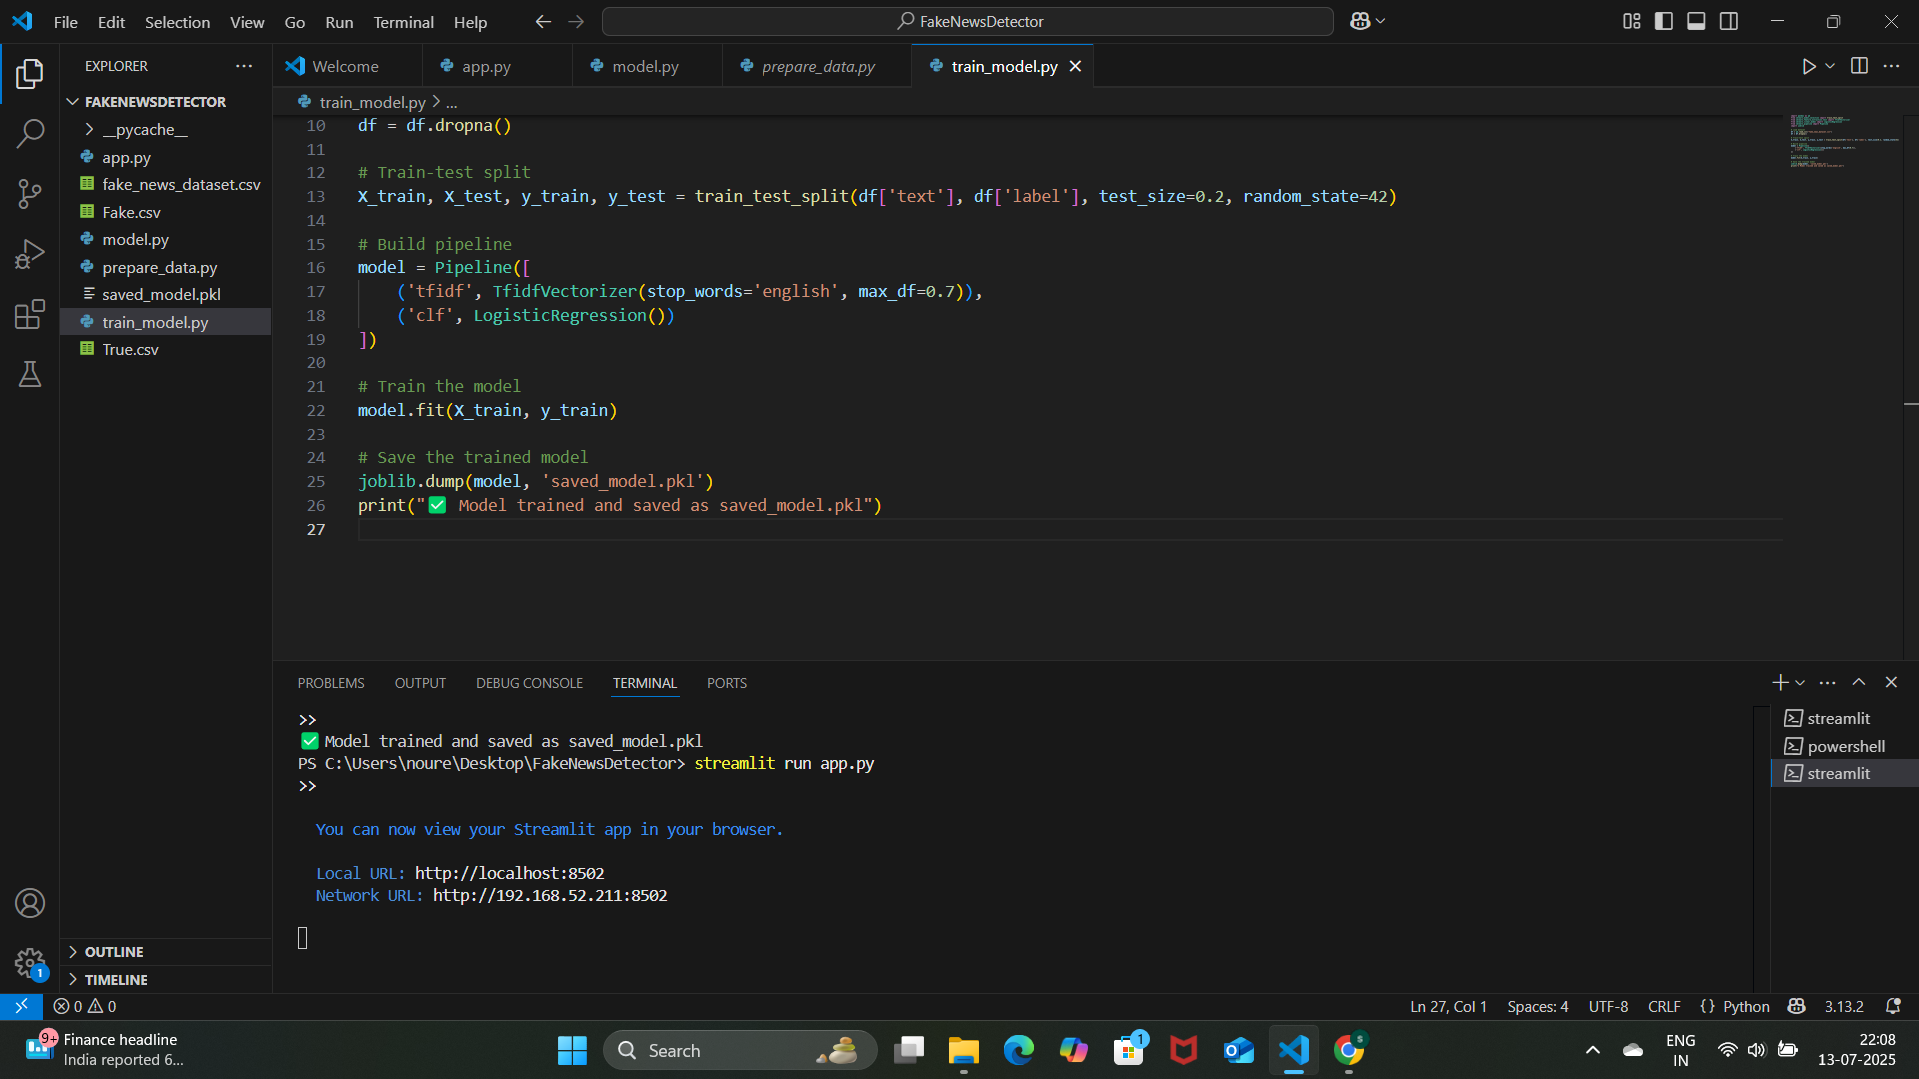 File Edit Selection View Go Run Terminal Help
FakeNewsDetector
EXPLORER
FAKENEWSDETECTOR
__pycache__
app.py
fake_news_dataset.csv
Fake.csv
model.py
prepare_data.py
saved_model.pkl
train_model.py
True.csv
OUTLINE
TIMELINE
Welcome app.py model.py prepare_data.py train_model.py
train_model.py > ...
10 df = df.dropna()
11
12 # Train-test split
13 X_train, X_test, y_train, y_test = train_test_split(df['text'], df['label'], test_size=0.2, random_state=42)
14
15 # Build pipeline
16 model = Pipeline([
17 ('tfidf', TfidfVectorizer(stop_words='english', max_df=0.7)),
18 ('clf', LogisticRegression())
19 ])
20
21 # Train the model
22 model.fit(X_train, y_train)
23
24 # Save the trained model
25 joblib.dump(model, 'saved_model.pkl')
26 print("✅ Model trained and saved as saved_model.pkl")
27
PROBLEMS OUTPUT DEBUG CONSOLE TERMINAL PORTS
>>
✅ Model trained and saved as saved_model.pkl
PS C:\Users\noure\Desktop\FakeNewsDetector> streamlit run app.py
>>
You can now view your Streamlit app in your browser.
Local URL: http://localhost:8502
Network URL: http://192.168.52.211:8502
streamlit
powershell
streamlit
1
0 0
Ln 27, Col 1 Spaces: 4 UTF-8 CRLF {} Python 3.13.2
9+ Finance headline
India reported 6...
Search
1
ENG
IN
22:08
13-07-2025